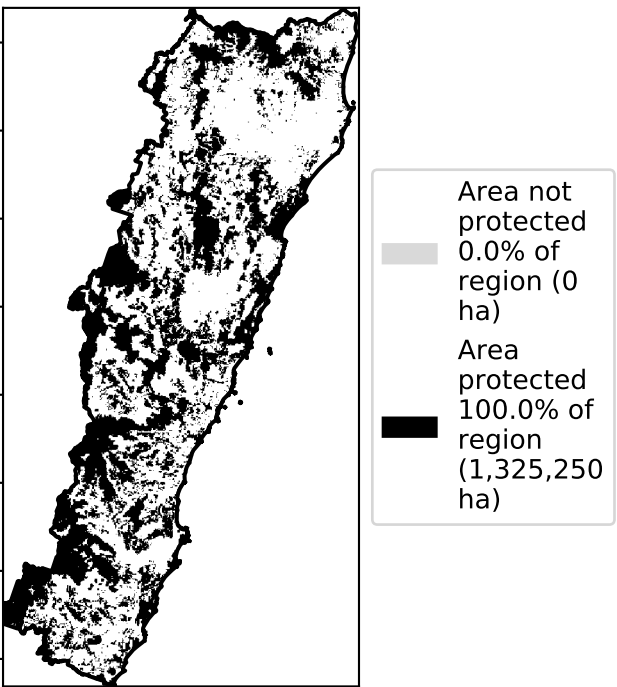 Area not
protected
0.0% of
region (0
ha)
Area
protected
100.0% of
region
(1,325,250
ha)